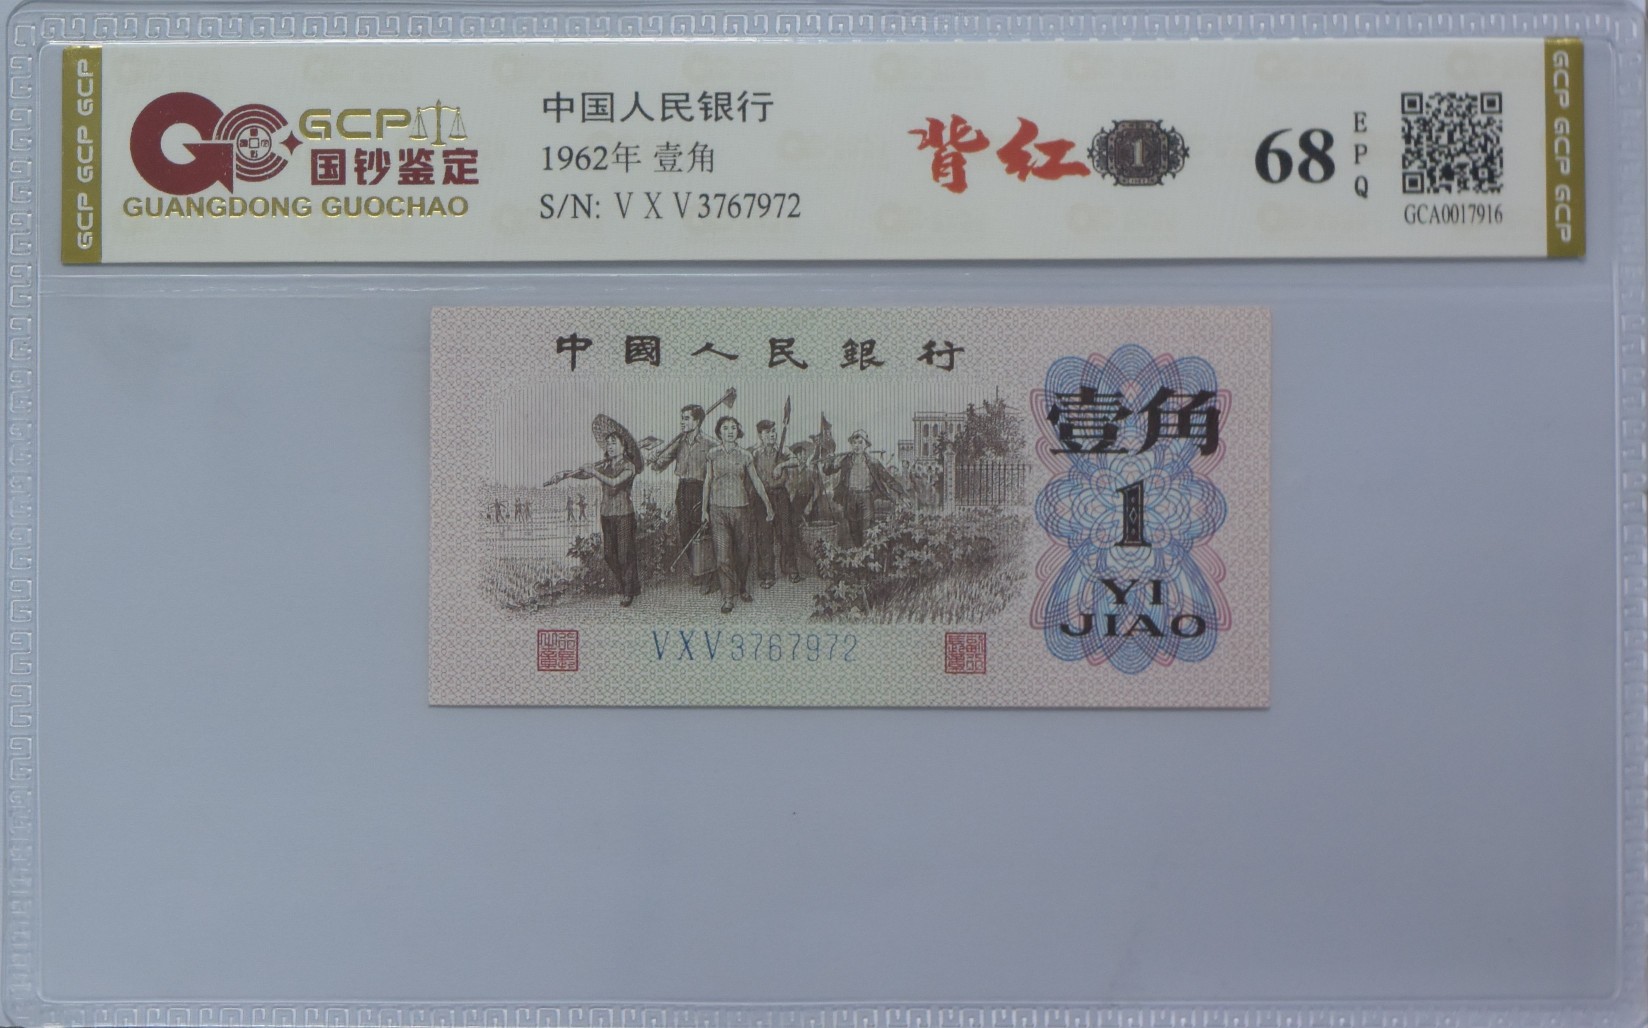 GCP GCP GCP
GCP
国钞鉴定
GUANGDONG GUOCHAO
中国人民银行
1962年 壹角
S/N: V X V 3767972
背红
1
68
EPQ
GCA0017916
GCP GCP GCP
中國人民銀行
壹角
1
YI
JIAO
V X V 3767972